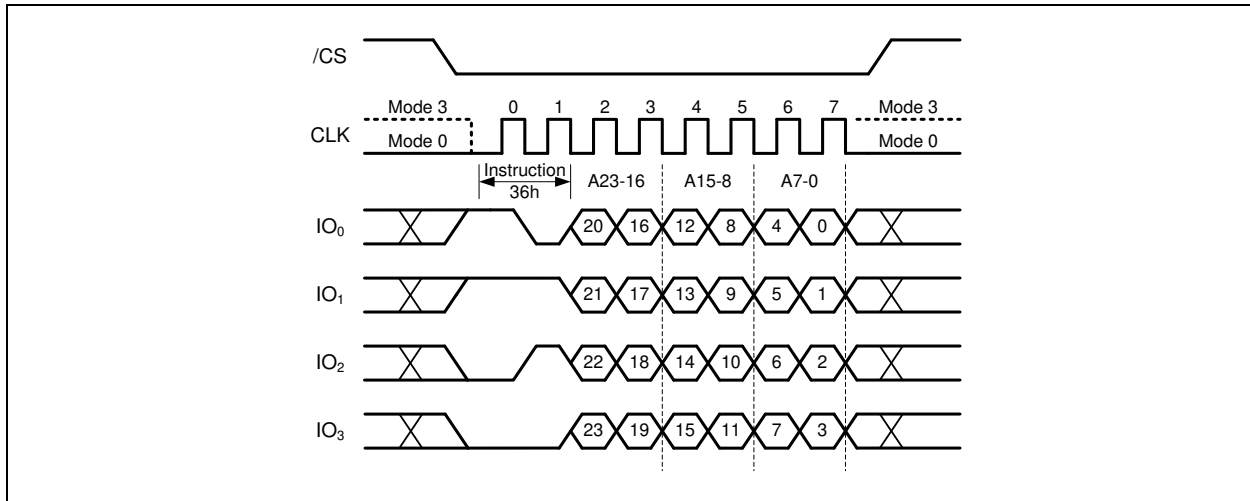 /CS
Mode 3 0 1 2 3 4 5 6 7 Mode 3
CLK
Mode 0 Mode 0
Instruction
36h
A23-16 A15-8 A7-0
IO₀ 20 16 12 8 4 0
IO₁ 21 17 13 9 5 1
IO₂ 22 18 14 10 6 2
IO₃ 23 19 15 11 7 3